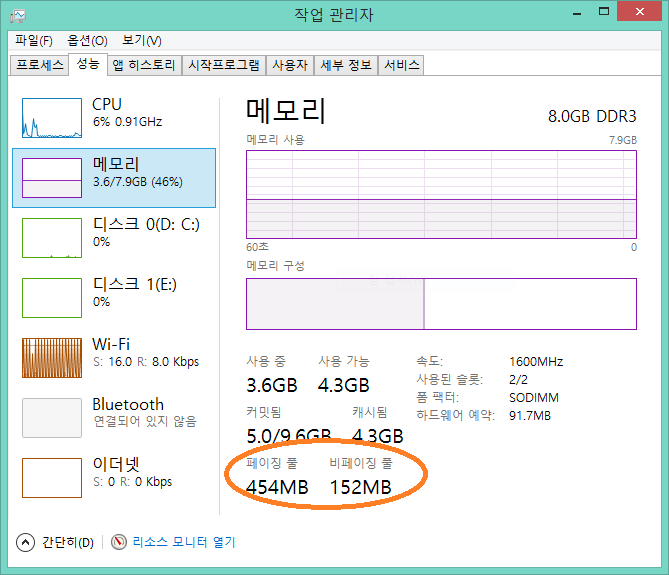 작업 관리자
파일(F) 옵션(O) 보기(V)
프로세스 성능 앱 히스토리 시작프로그램 사용자 세부 정보 서비스
CPU
6% 0.91GHz
메모리
3.6/7.9GB (46%)
디스크 0(D: C:)
0%
디스크 1(E:)
0%
Wi-Fi
S: 16.0 R: 8.0 Kbps
Bluetooth
연결되어 있지 않음
이더넷
S: 0 R: 0 Kbps
메모리 8.0GB DDR3
메모리 사용 7.9GB
60초 0
메모리 구성
사용 중 사용 가능
3.6GB 4.3GB
커밋됨 캐시됨
5.0/9.6GB 4.3GB
페이징 풀 비페이징 풀
454MB 152MB
속도: 1600MHz
사용된 슬롯: 2/2
폼 팩터: SODIMM
하드웨어 예약: 91.7MB
간단히(D) 리소스 모니터 열기